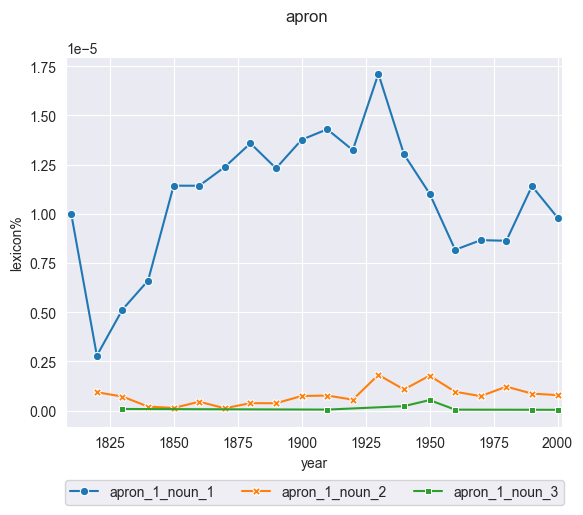 apron
1e−5
1.75
1.50
1.25
1.00
0.75
0.50
0.25
0.00
lexicon%
1825 1850 1875 1900 1925 1950 1975 2000
year
apron_1_noun_1 apron_1_noun_2 apron_1_noun_3